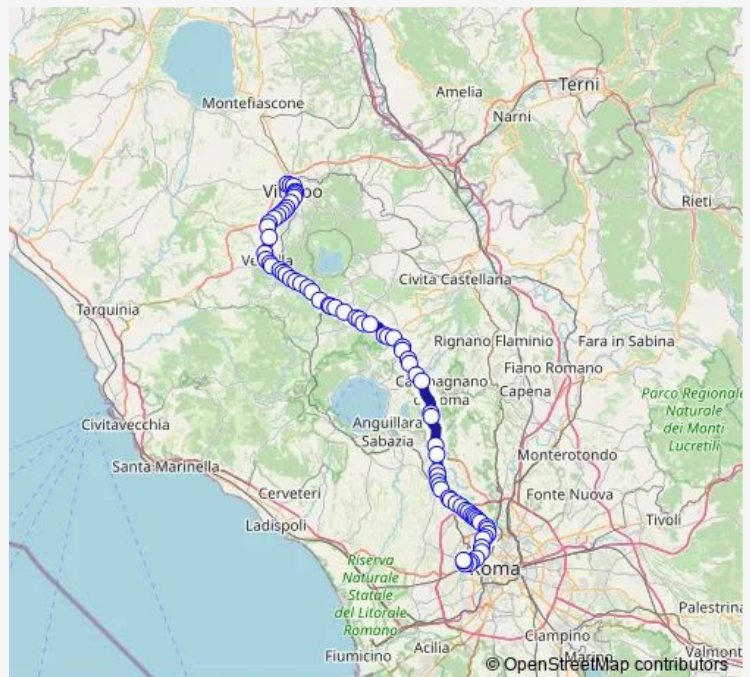 Montefiascone
Amelia
Terni
Narni
Rieti
Civita Castellana
Tarquinia
Rignano Flaminio
Fara in Sabina
Fiano Romano
Capena
Parco Regionale
Naturale
dei Monti
Lucretili
Anguillara
Sabazia
Civitavecchia
Santa Marinella
Monterotondo
Cerveteri
Fonte Nuova
Ladispoli
Tivoli
Riserva
Naturale
Statale
del Litorale
Romano
Roma
Palestrina
Ciampino
Fiumicino
Acilia
Marino
Valmont
© OpenStreetMap contributors